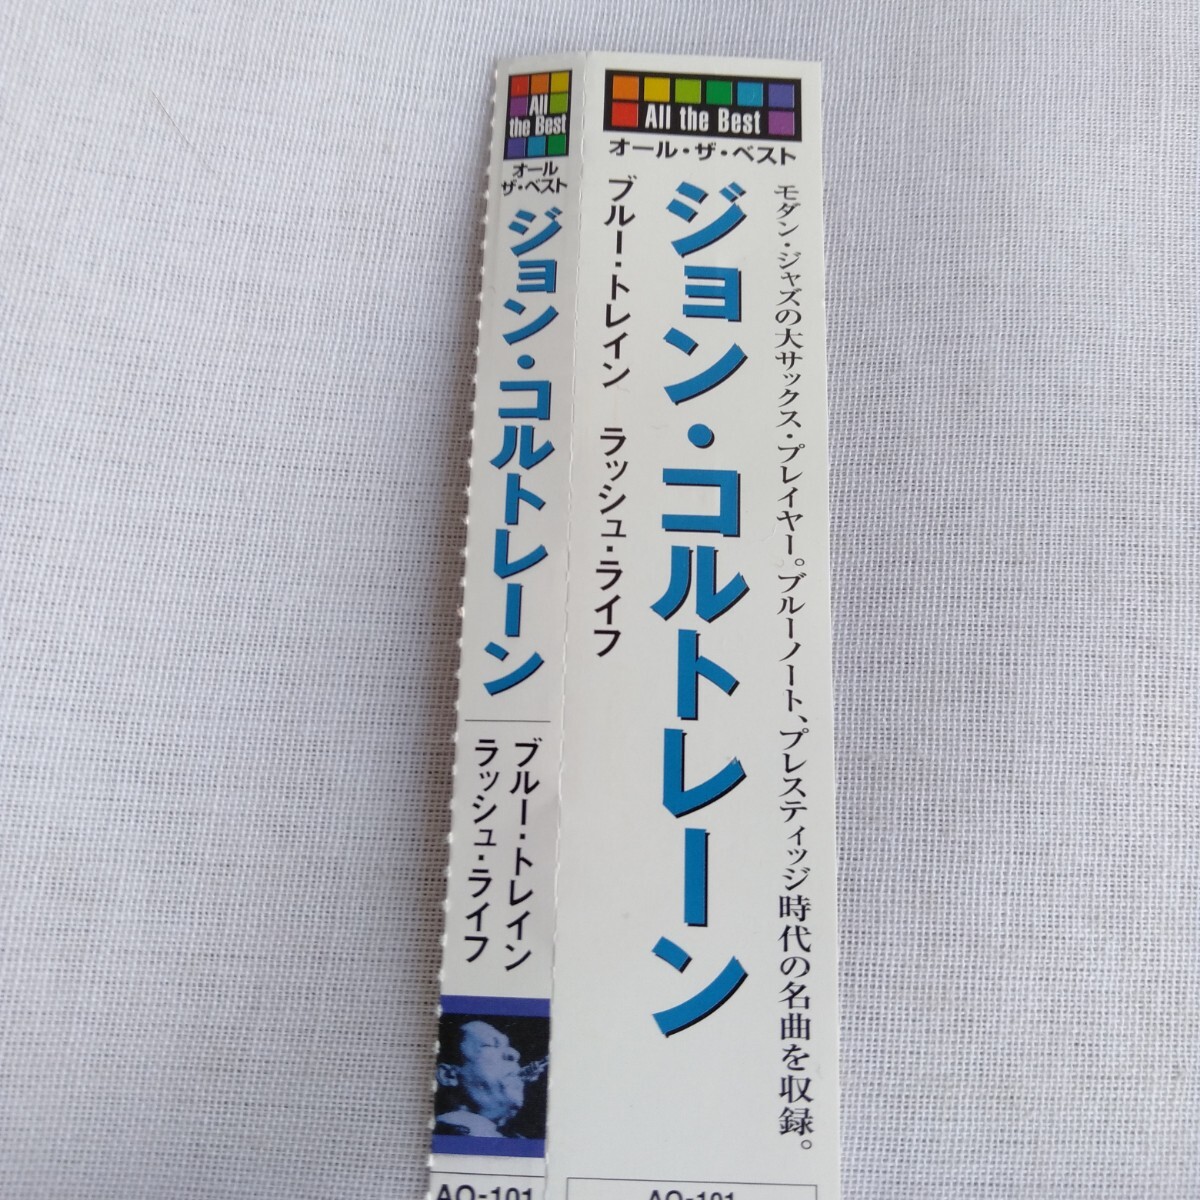 All the Best
オール・ザ・ベスト
モダン・ジャズの大サックス・プレイヤー。ブルーノート、プレスティッジ時代の名曲を収録。
ジョン・コルトレーン
ブルー・トレイン ラッシュ・ライフ
All
the Best
オール
ザ・ベスト
ジョン・コルトレーン
ブルー・トレイン
ラッシュ・ライフ
AO-101
AO-101